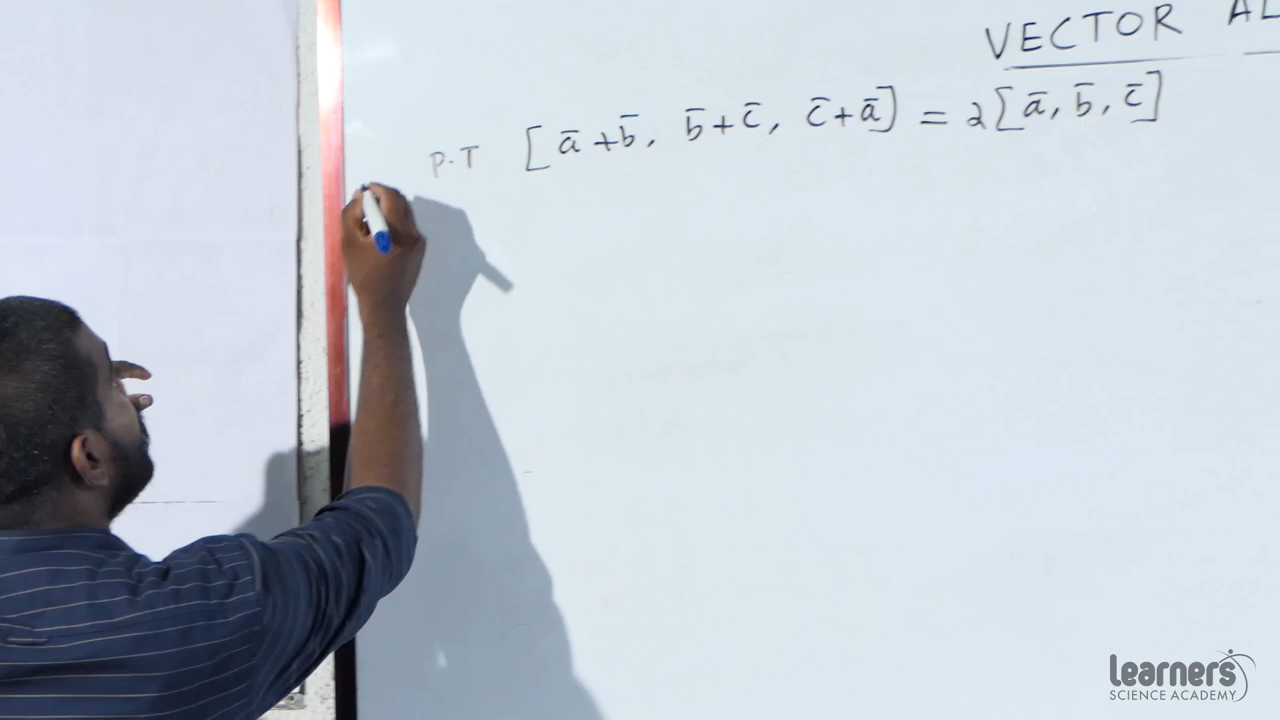 VECTOR AL
P.T [a̅+b̅, b̅+c̅, c̅+a̅] = 2[a̅, b̅, c̅]
Learners
SCIENCE ACADEMY